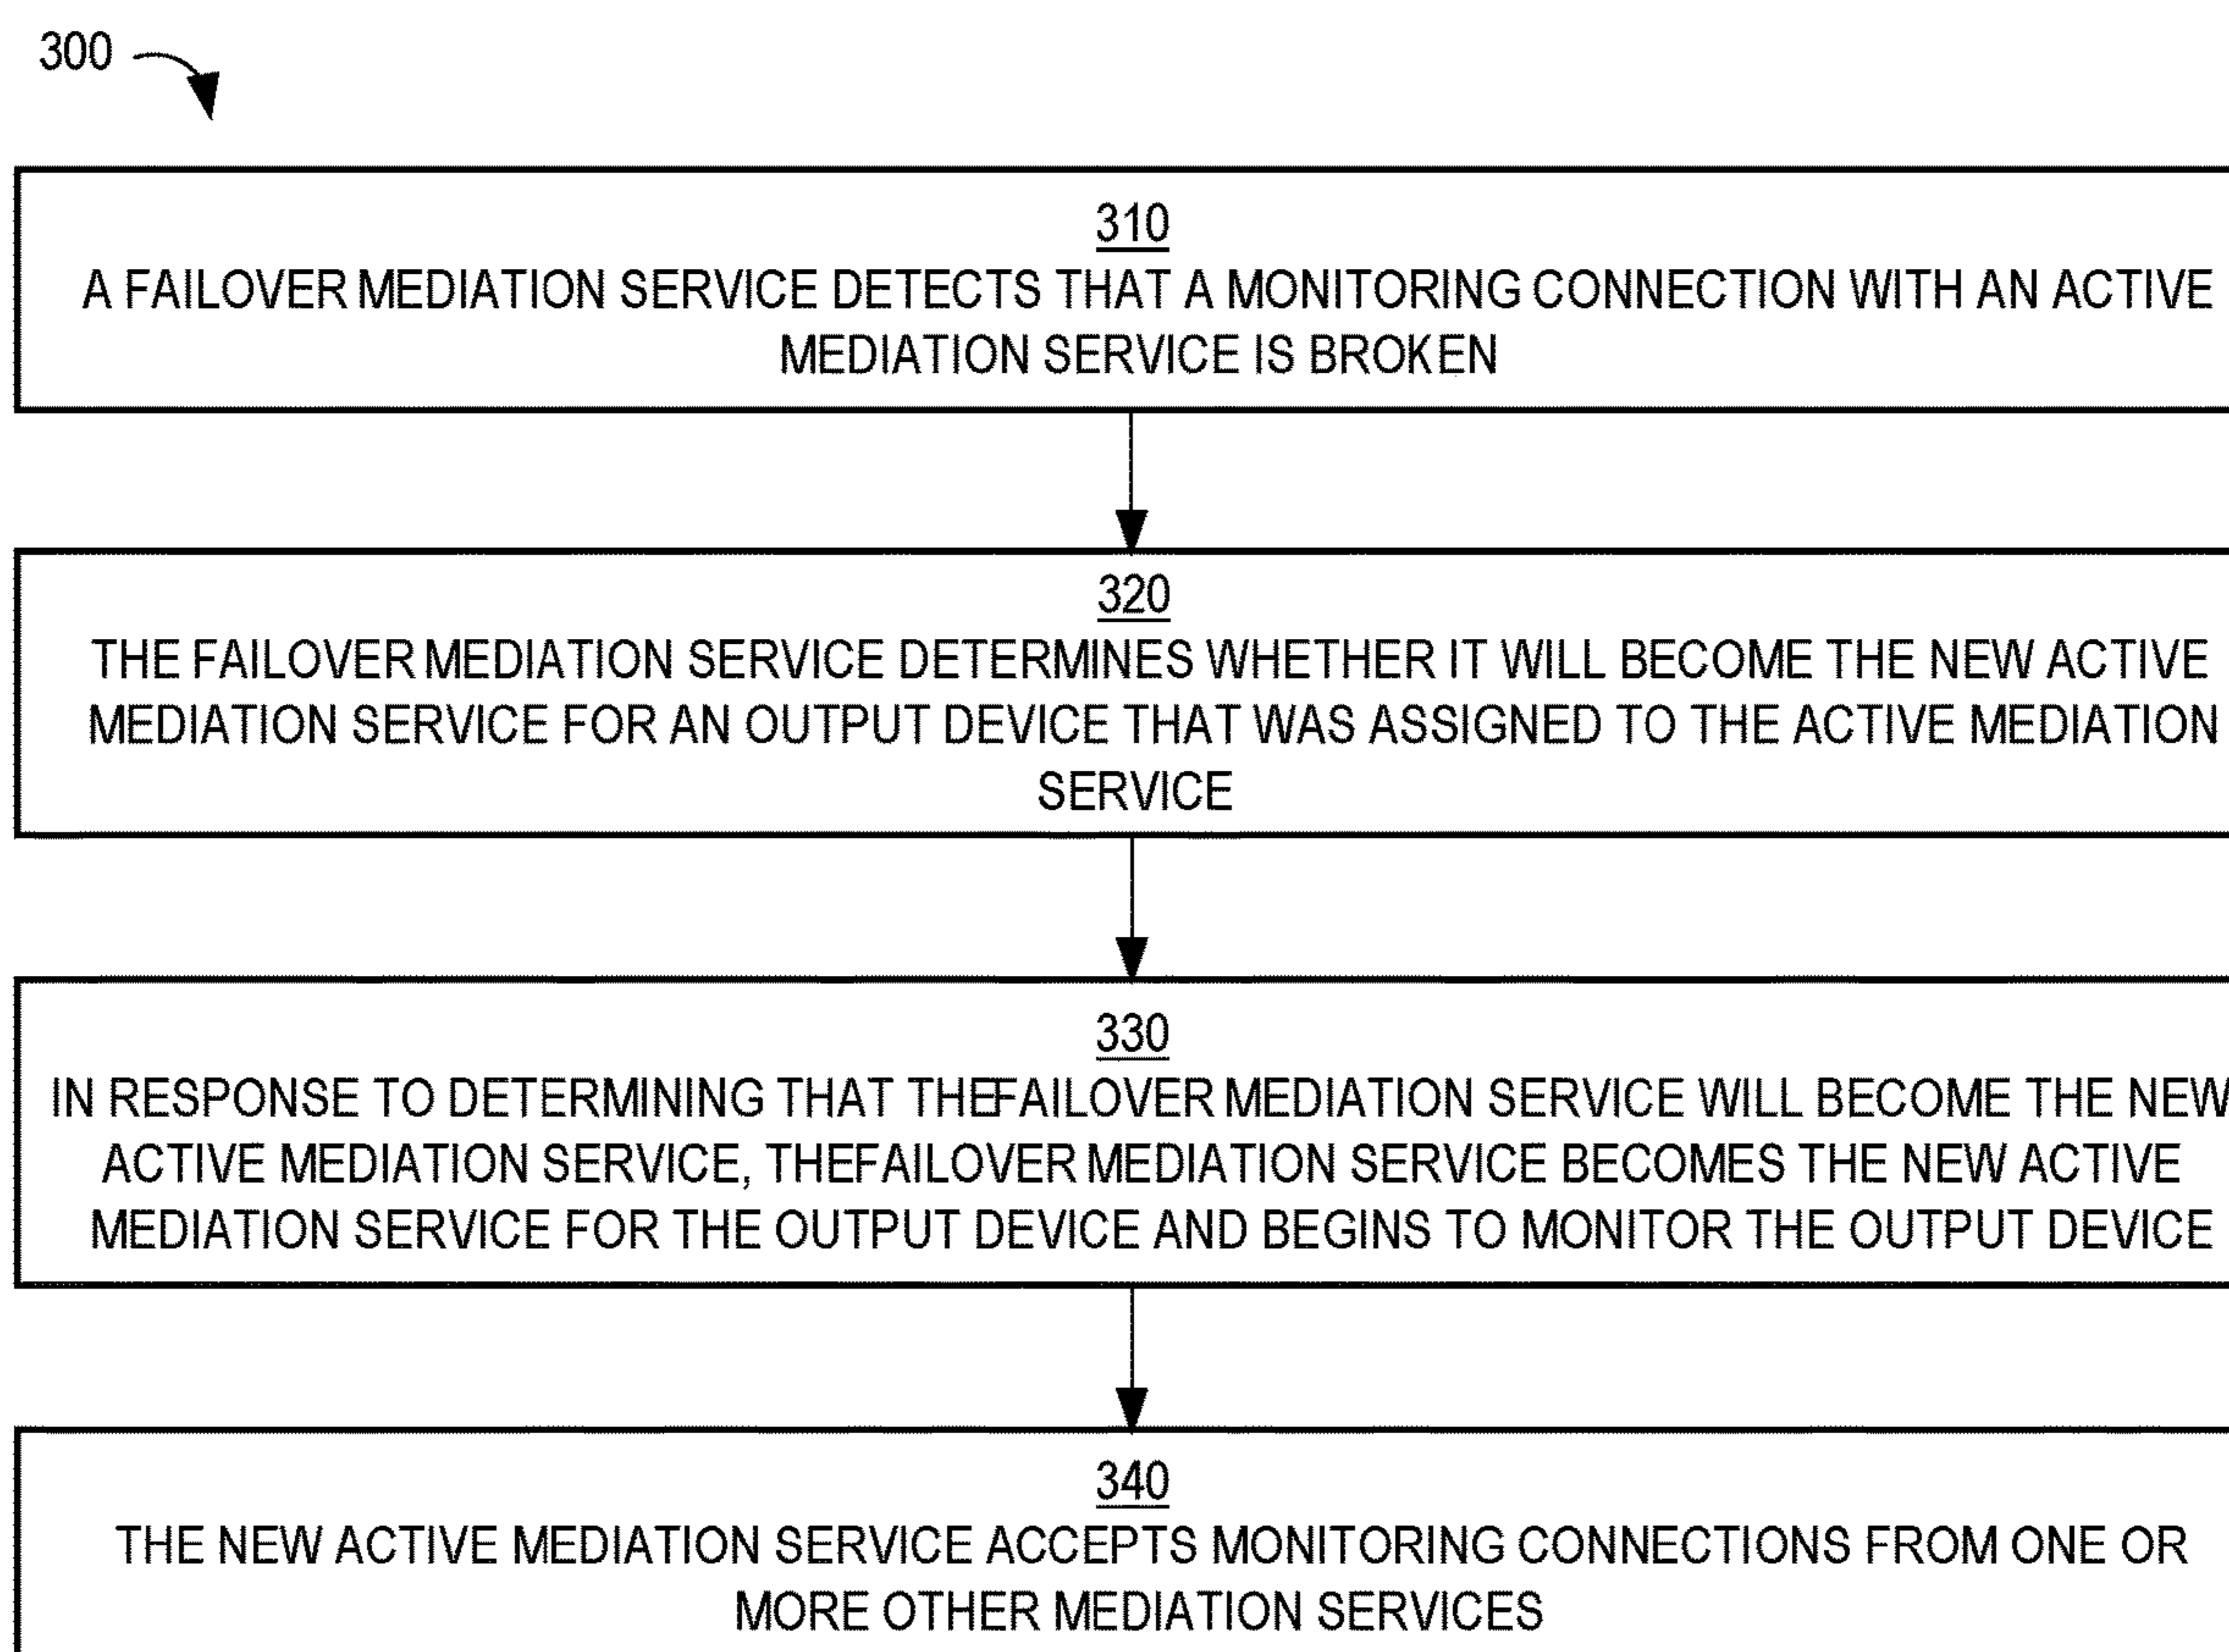 300
310
A FAILOVER MEDIATION SERVICE DETECTS THAT A MONITORING CONNECTION WITH AN ACTIVE
MEDIATION SERVICE IS BROKEN
320
THE FAILOVER MEDIATION SERVICE DETERMINES WHETHER IT WILL BECOME THE NEW ACTIVE
MEDIATION SERVICE FOR AN OUTPUT DEVICE THAT WAS ASSIGNED TO THE ACTIVE MEDIATION
SERVICE
330
IN RESPONSE TO DETERMINING THAT THEFAILOVER MEDIATION SERVICE WILL BECOME THE NEW
ACTIVE MEDIATION SERVICE, THEFAILOVER MEDIATION SERVICE BECOMES THE NEW ACTIVE
MEDIATION SERVICE FOR THE OUTPUT DEVICE AND BEGINS TO MONITOR THE OUTPUT DEVICE
340
THE NEW ACTIVE MEDIATION SERVICE ACCEPTS MONITORING CONNECTIONS FROM ONE OR
MORE OTHER MEDIATION SERVICES